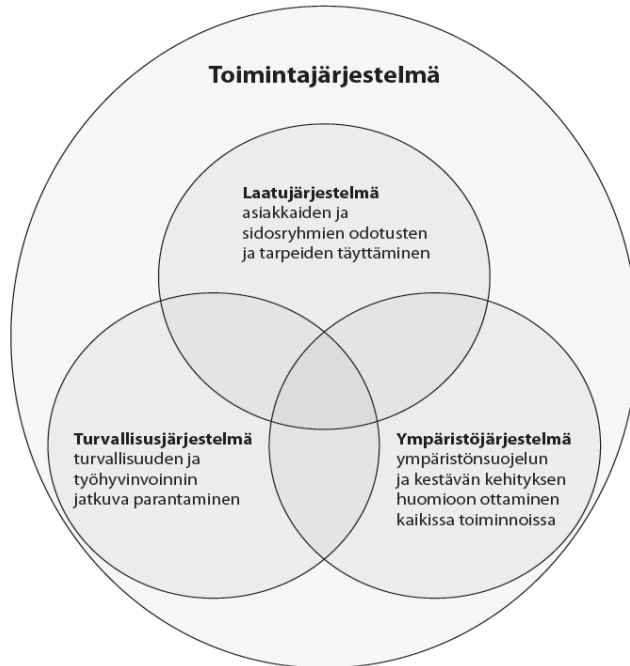 Toimintajärjestelmä
Laatujärjestelmä
asiakkaiden ja
sidosryhmien odotusten
ja tarpeiden täyttäminen
Turvallisusjärjestelmä
turvallisuuden ja
työhyvinvoinnin
jatkuva parantaminen
Ympäristöjärjestelmä
ympäristönsuojelun
ja kestävän kehityksen
huomioon ottaminen
kaikissa toiminnoissa